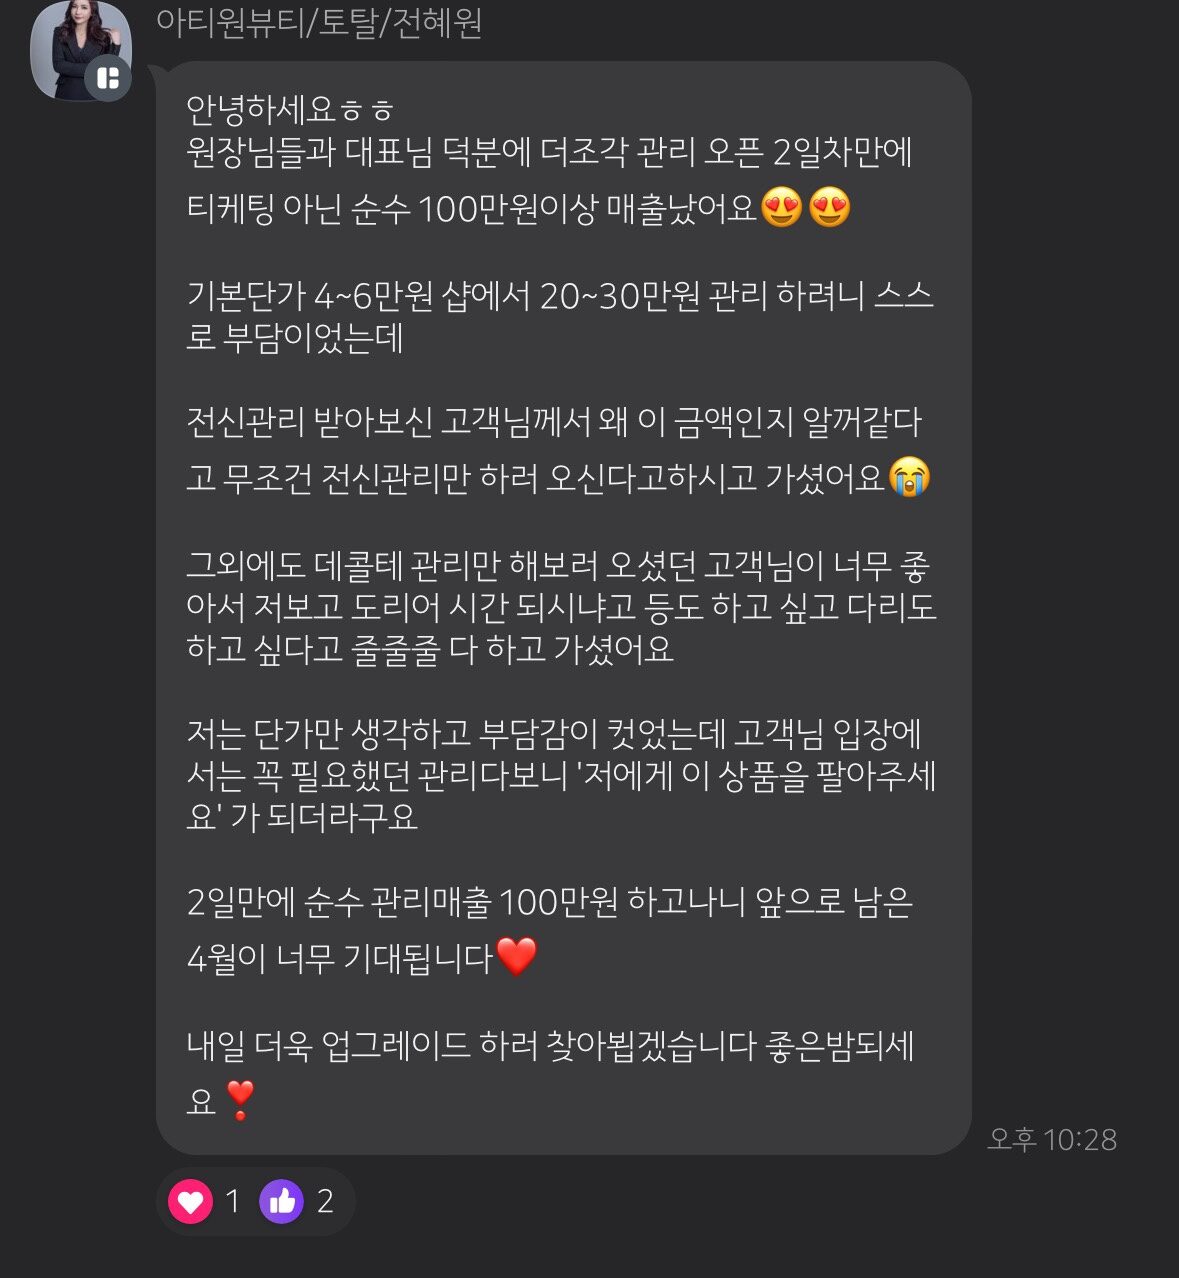 아티원뷰티/토탈/전혜원
안녕하세요ㅎㅎ
원장님들과 대표님 덕분에 더조각 관리 오픈 2일차만에
티케팅 아닌 순수 100만원이상 매출났어요😍😍
기본단가 4~6만원 샵에서 20~30만원 관리 하려니 스스
로 부담이었는데
전신관리 받아보신 고객님께서 왜 이 금액인지 알꺼같다
고 무조건 전신관리만 하러 오신다고하시고 가셨어요😭
그외에도 데콜테 관리만 해보러 오셨던 고객님이 너무 좋
아서 저보고 도리어 시간 되시냐고 등도 하고 싶고 다리도
하고 싶다고 줄줄줄 다 하고 가셨어요
저는 단가만 생각하고 부담감이 컷었는데 고객님 입장에
서는 꼭 필요했던 관리다보니 '저에게 이 상품을 팔아주세
요' 가 되더라구요
2일만에 순수 관리매출 100만원 하고나니 앞으로 남은
4월이 너무 기대됩니다❤️
내일 더욱 업그레이드 하러 찾아뵙겠습니다 좋은밤되세
요❣️
오후 10:28
1 2